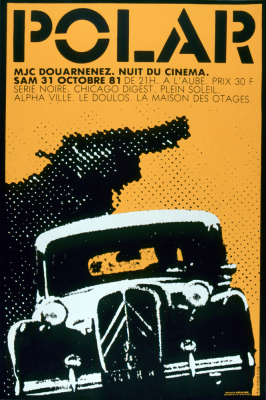 POLAR
MJC DOUARNENEZ. NUIT DU CINEMA.
SAM 31 OCTOBRE 81 DE 21H. A L'AUBE. PRIX 30 F
SERIE NOIRE. CHICAGO DIGEST. PLEIN SOLEIL.
ALPHA VILLE. LE DOULOS. LA MAISON DES OTAGES